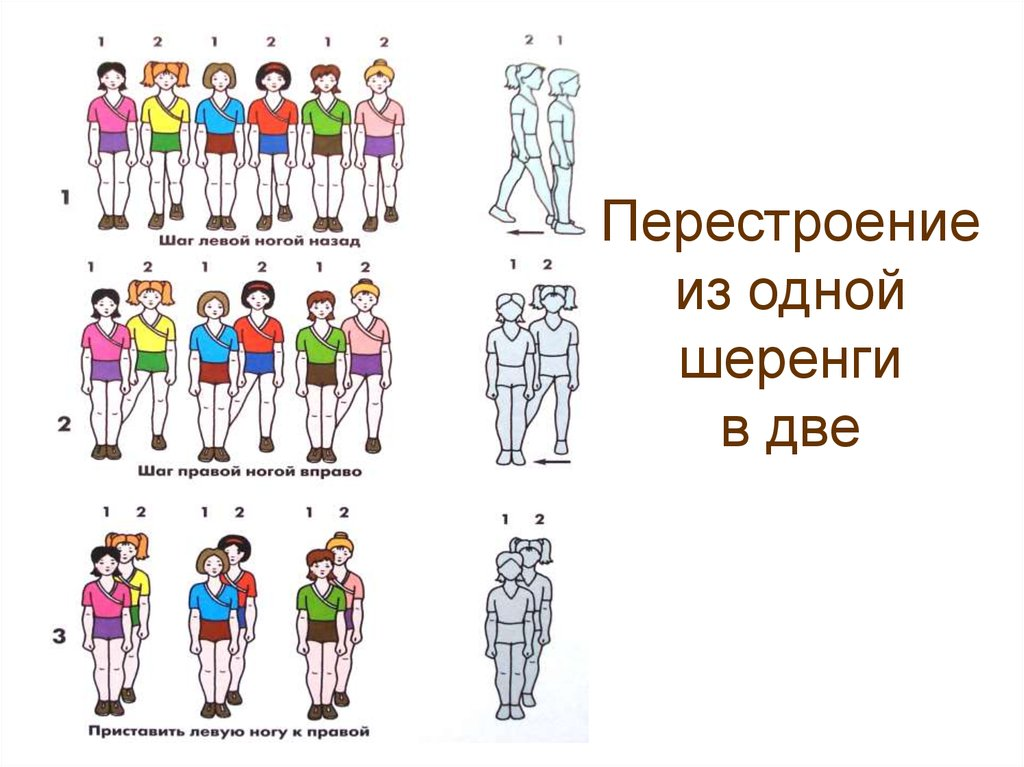 1 2 1 2 1 2
2 1
1
Шаг левой ногой назад
1 2 1 2 1 2
1 2
2
Шаг правой ногой вправо
1 2 1 2 1 2
1 2
3
Приставить левую ногу к правой
Перестроение
из одной
шеренги
в две